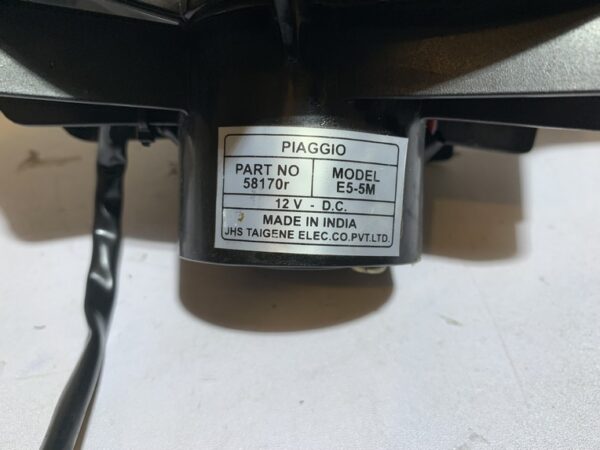 PIAGGIO
PART NO MODEL
58170r E5-5M
12 V - D.C.
MADE IN INDIA
JHS TAIGENE ELEC.CO.PVT.LTD.